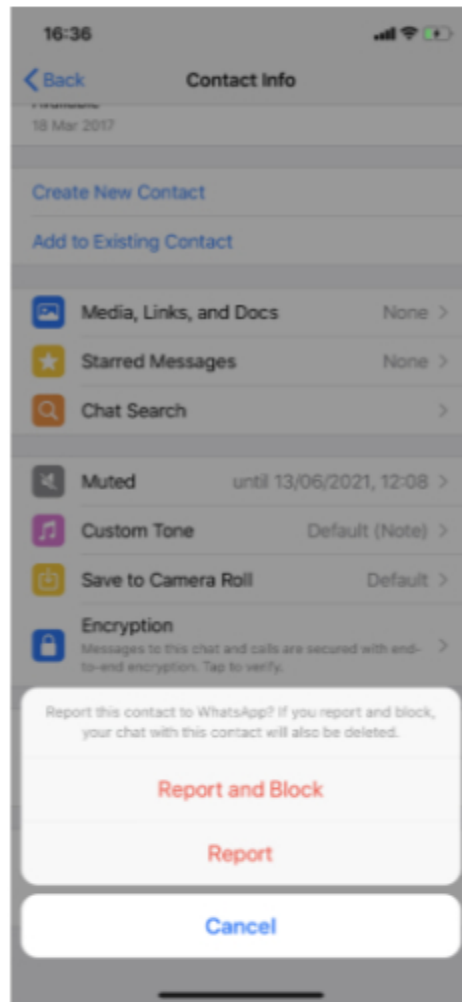 16:36
Back Contact Info
Available
18 Mar 2017
Create New Contact
Add to Existing Contact
Media, Links, and Docs None
Starred Messages None
Chat Search
Muted until 13/06/2021, 12:08
Custom Tone Default (Note)
Save to Camera Roll Default
Encryption
Messages to this chat and calls are secured with end-
to-end encryption. Tap to verify.
Report this contact to WhatsApp? If you report and block,
your chat with this contact will also be deleted.
Report and Block
Report
Cancel